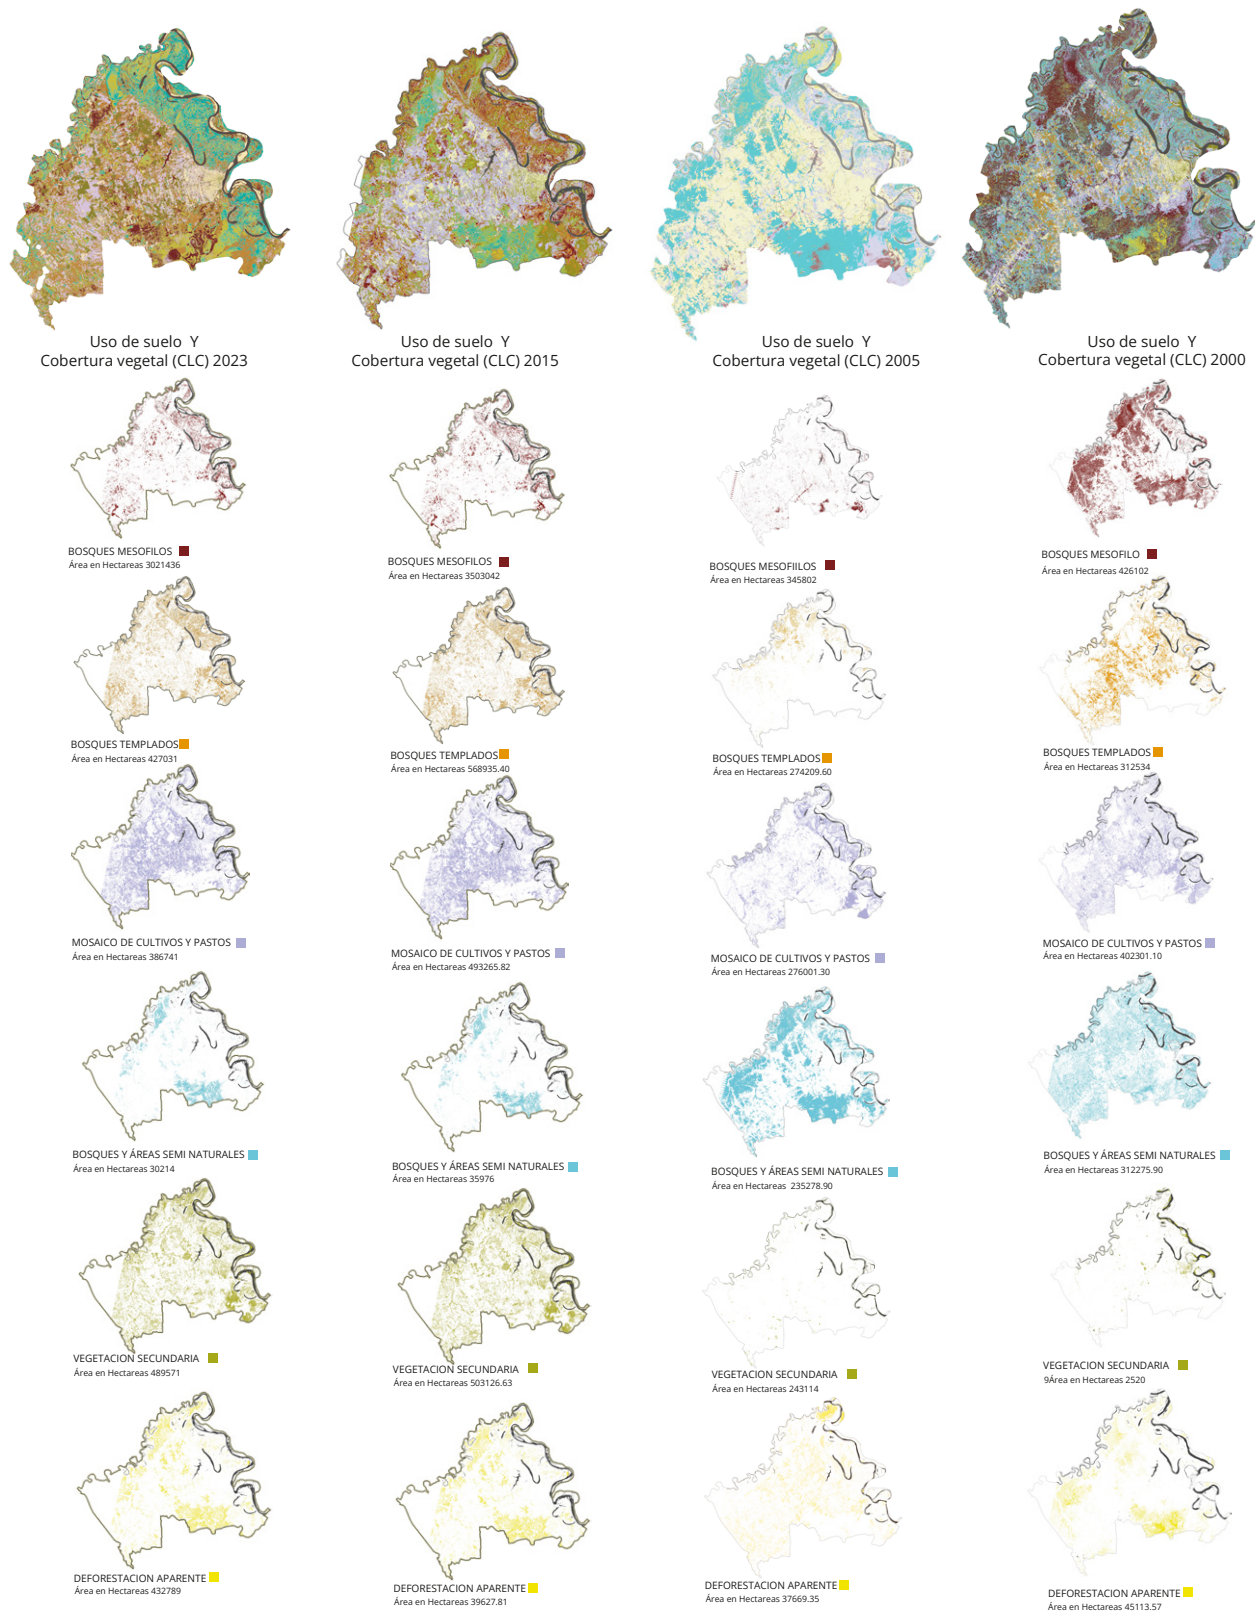 Uso de suelo Y
Cobertura vegetal (CLC) 2023
Uso de suelo Y
Cobertura vegetal (CLC) 2015
Uso de suelo Y
Cobertura vegetal (CLC) 2005
Uso de suelo Y
Cobertura vegetal (CLC) 2000
BOSQUES MESOFILOS
Área en Hectareas 3021436
BOSQUES MESOFILOS
Área en Hectareas 3503042
BOSQUES MESOFIILOS
Área en Hectareas 345802
BOSQUES MESOFILO
Área en Hectareas 426102
BOSQUES TEMPLADOS
Área en Hectareas 427031
BOSQUES TEMPLADOS
Área en Hectareas 568935.40
BOSQUES TEMPLADOS
Área en Hectareas 274209.60
BOSQUES TEMPLADOS
Área en Hectareas 312534
MOSAICO DE CULTIVOS Y PASTOS
Área en Hectareas 386741
MOSAICO DE CULTIVOS Y PASTOS
Área en Hectareas 493265.82
MOSAICO DE CULTIVOS Y PASTOS
Área en Hectareas 276001.30
MOSAICO DE CULTIVOS Y PASTOS
Área en Hectareas 402301.10
BOSQUES Y ÁREAS SEMI NATURALES
Área en Hectareas 30214
BOSQUES Y ÁREAS SEMI NATURALES
Área en Hectareas 35976
BOSQUES Y ÁREAS SEMI NATURALES
Área en Hectareas 235278.90
BOSQUES Y ÁREAS SEMI NATURALES
Área en Hectareas 312275.90
VEGETACION SECUNDARIA
Área en Hectareas 489571
VEGETACION SECUNDARIA
Área en Hectareas 503126.63
VEGETACION SECUNDARIA
Área en Hectareas 243114
VEGETACION SECUNDARIA
9Área en Hectareas 2520
DEFORESTACION APARENTE
Área en Hectareas 432789
DEFORESTACION APARENTE
Área en Hectareas 39627.81
DEFORESTACION APARENTE
Área en Hectareas 37669.35
DEFORESTACION APARENTE
Área en Hectareas 45113.57